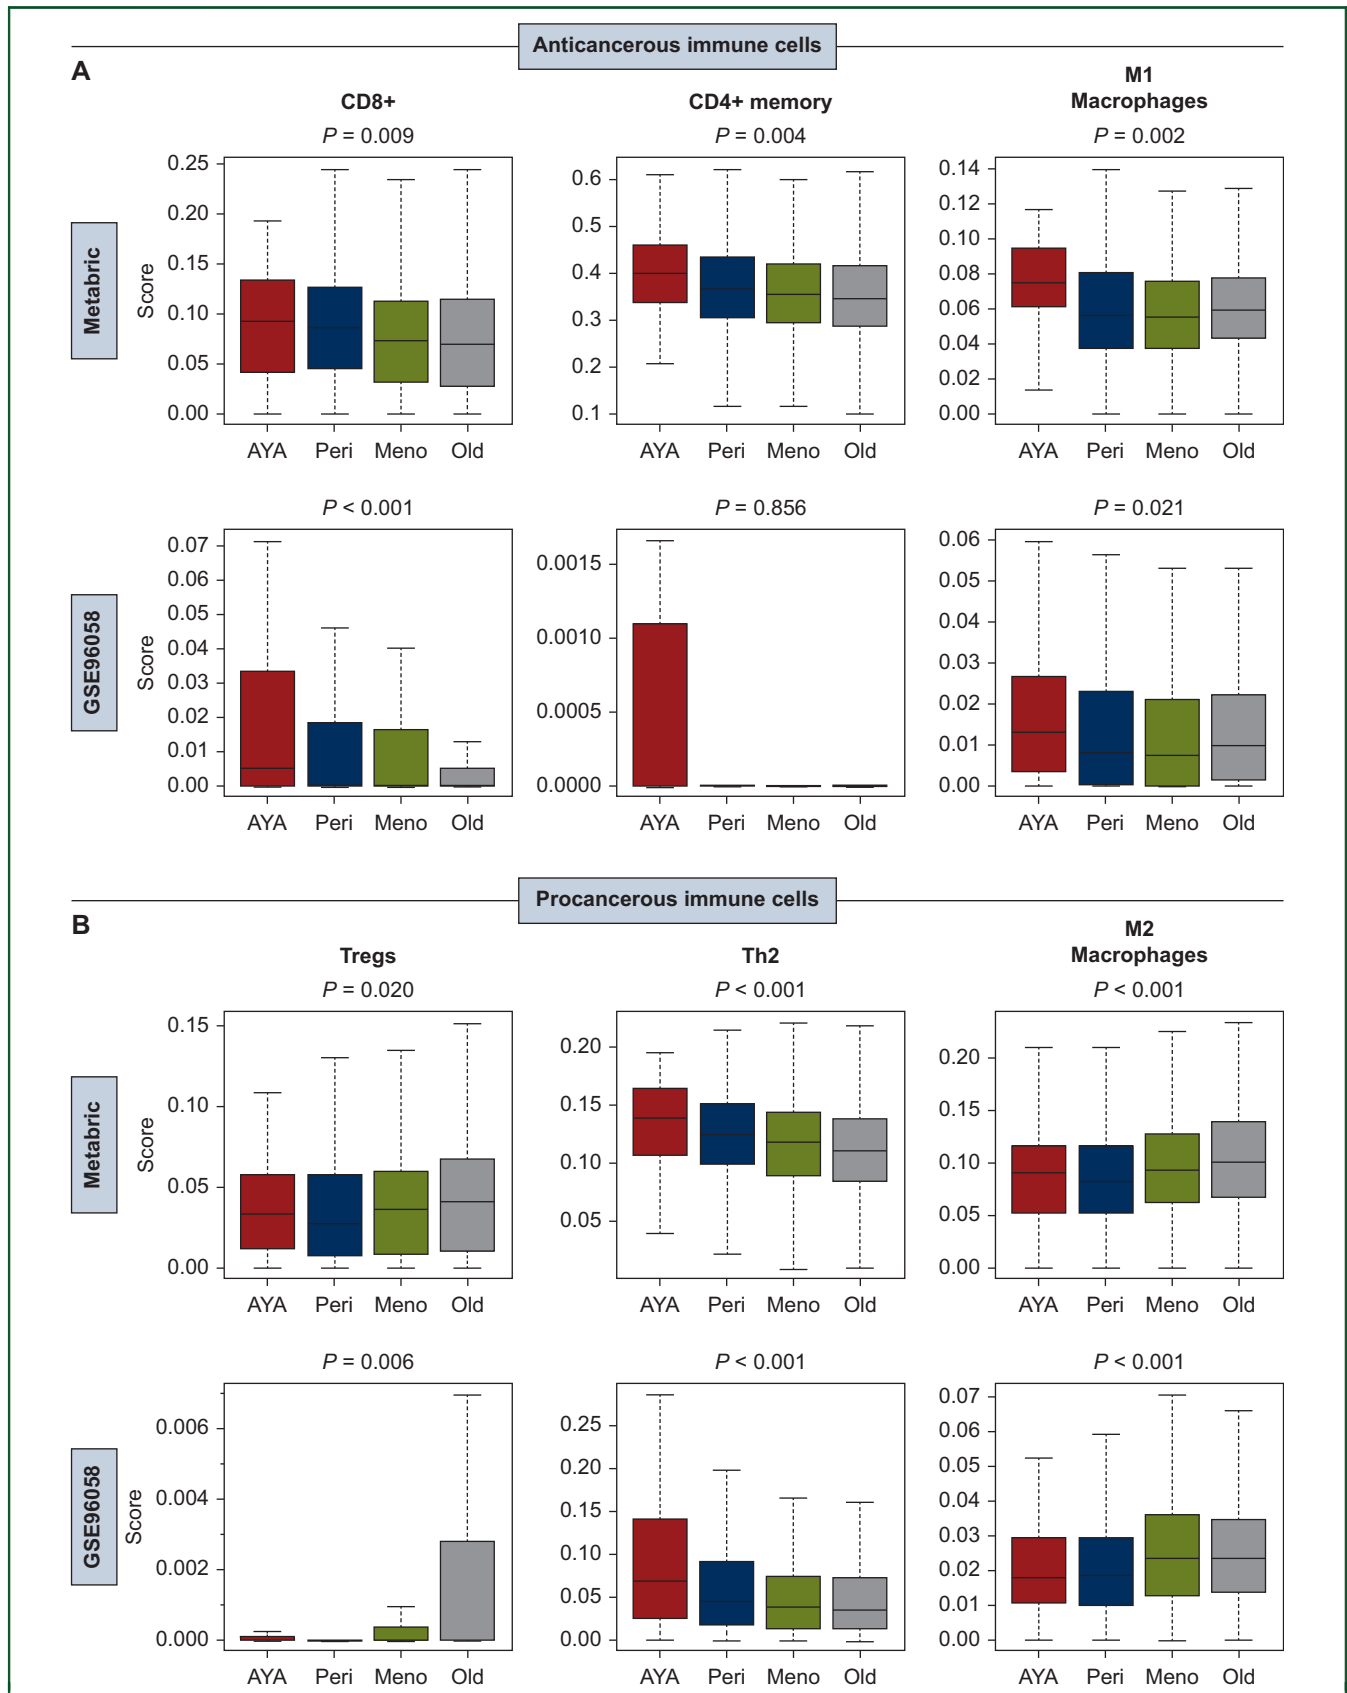 Anticancerous immune cells
A
CD8+
CD4+ memory
M1
Macrophages
P = 0.009
P = 0.004
P = 0.002
Metabric
Score
0.25
0.20
0.15
0.10
0.05
0.00
AYA Peri Meno Old
0.6
0.5
0.4
0.3
0.2
0.1
AYA Peri Meno Old
0.14
0.12
0.10
0.08
0.06
0.04
0.02
0.00
AYA Peri Meno Old
P < 0.001
P = 0.856
P = 0.021
GSE96058
Score
0.07
0.06
0.05
0.04
0.03
0.02
0.01
0.00
AYA Peri Meno Old
0.0015
0.0010
0.0005
0.0000
AYA Peri Meno Old
0.06
0.05
0.04
0.03
0.02
0.01
0.00
AYA Peri Meno Old
Procancerous immune cells
B
Tregs
Th2
M2
Macrophages
P = 0.020
P < 0.001
P < 0.001
Metabric
Score
0.15
0.10
0.05
0.00
AYA Peri Meno Old
0.20
0.15
0.10
0.05
AYA Peri Meno Old
0.20
0.15
0.10
0.05
0.00
AYA Peri Meno Old
P = 0.006
P < 0.001
P < 0.001
GSE96058
Score
0.006
0.004
0.002
0.000
AYA Peri Meno Old
0.25
0.20
0.15
0.10
0.05
0.00
AYA Peri Meno Old
0.07
0.06
0.05
0.04
0.03
0.02
0.01
0.00
AYA Peri Meno Old